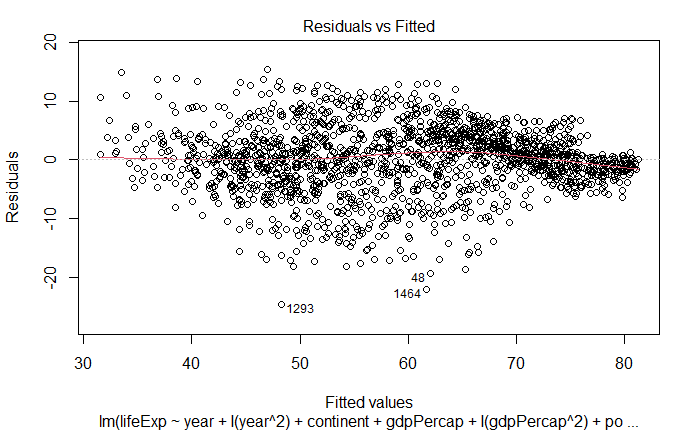 Residuals vs Fitted
20
10
0
-10
-20
Residuals
48
1464
1293
30 40 50 60 70 80
Fitted values
lm(lifeExp ~ year + I(year^2) + continent + gdpPercap + I(gdpPercap^2) + po ...